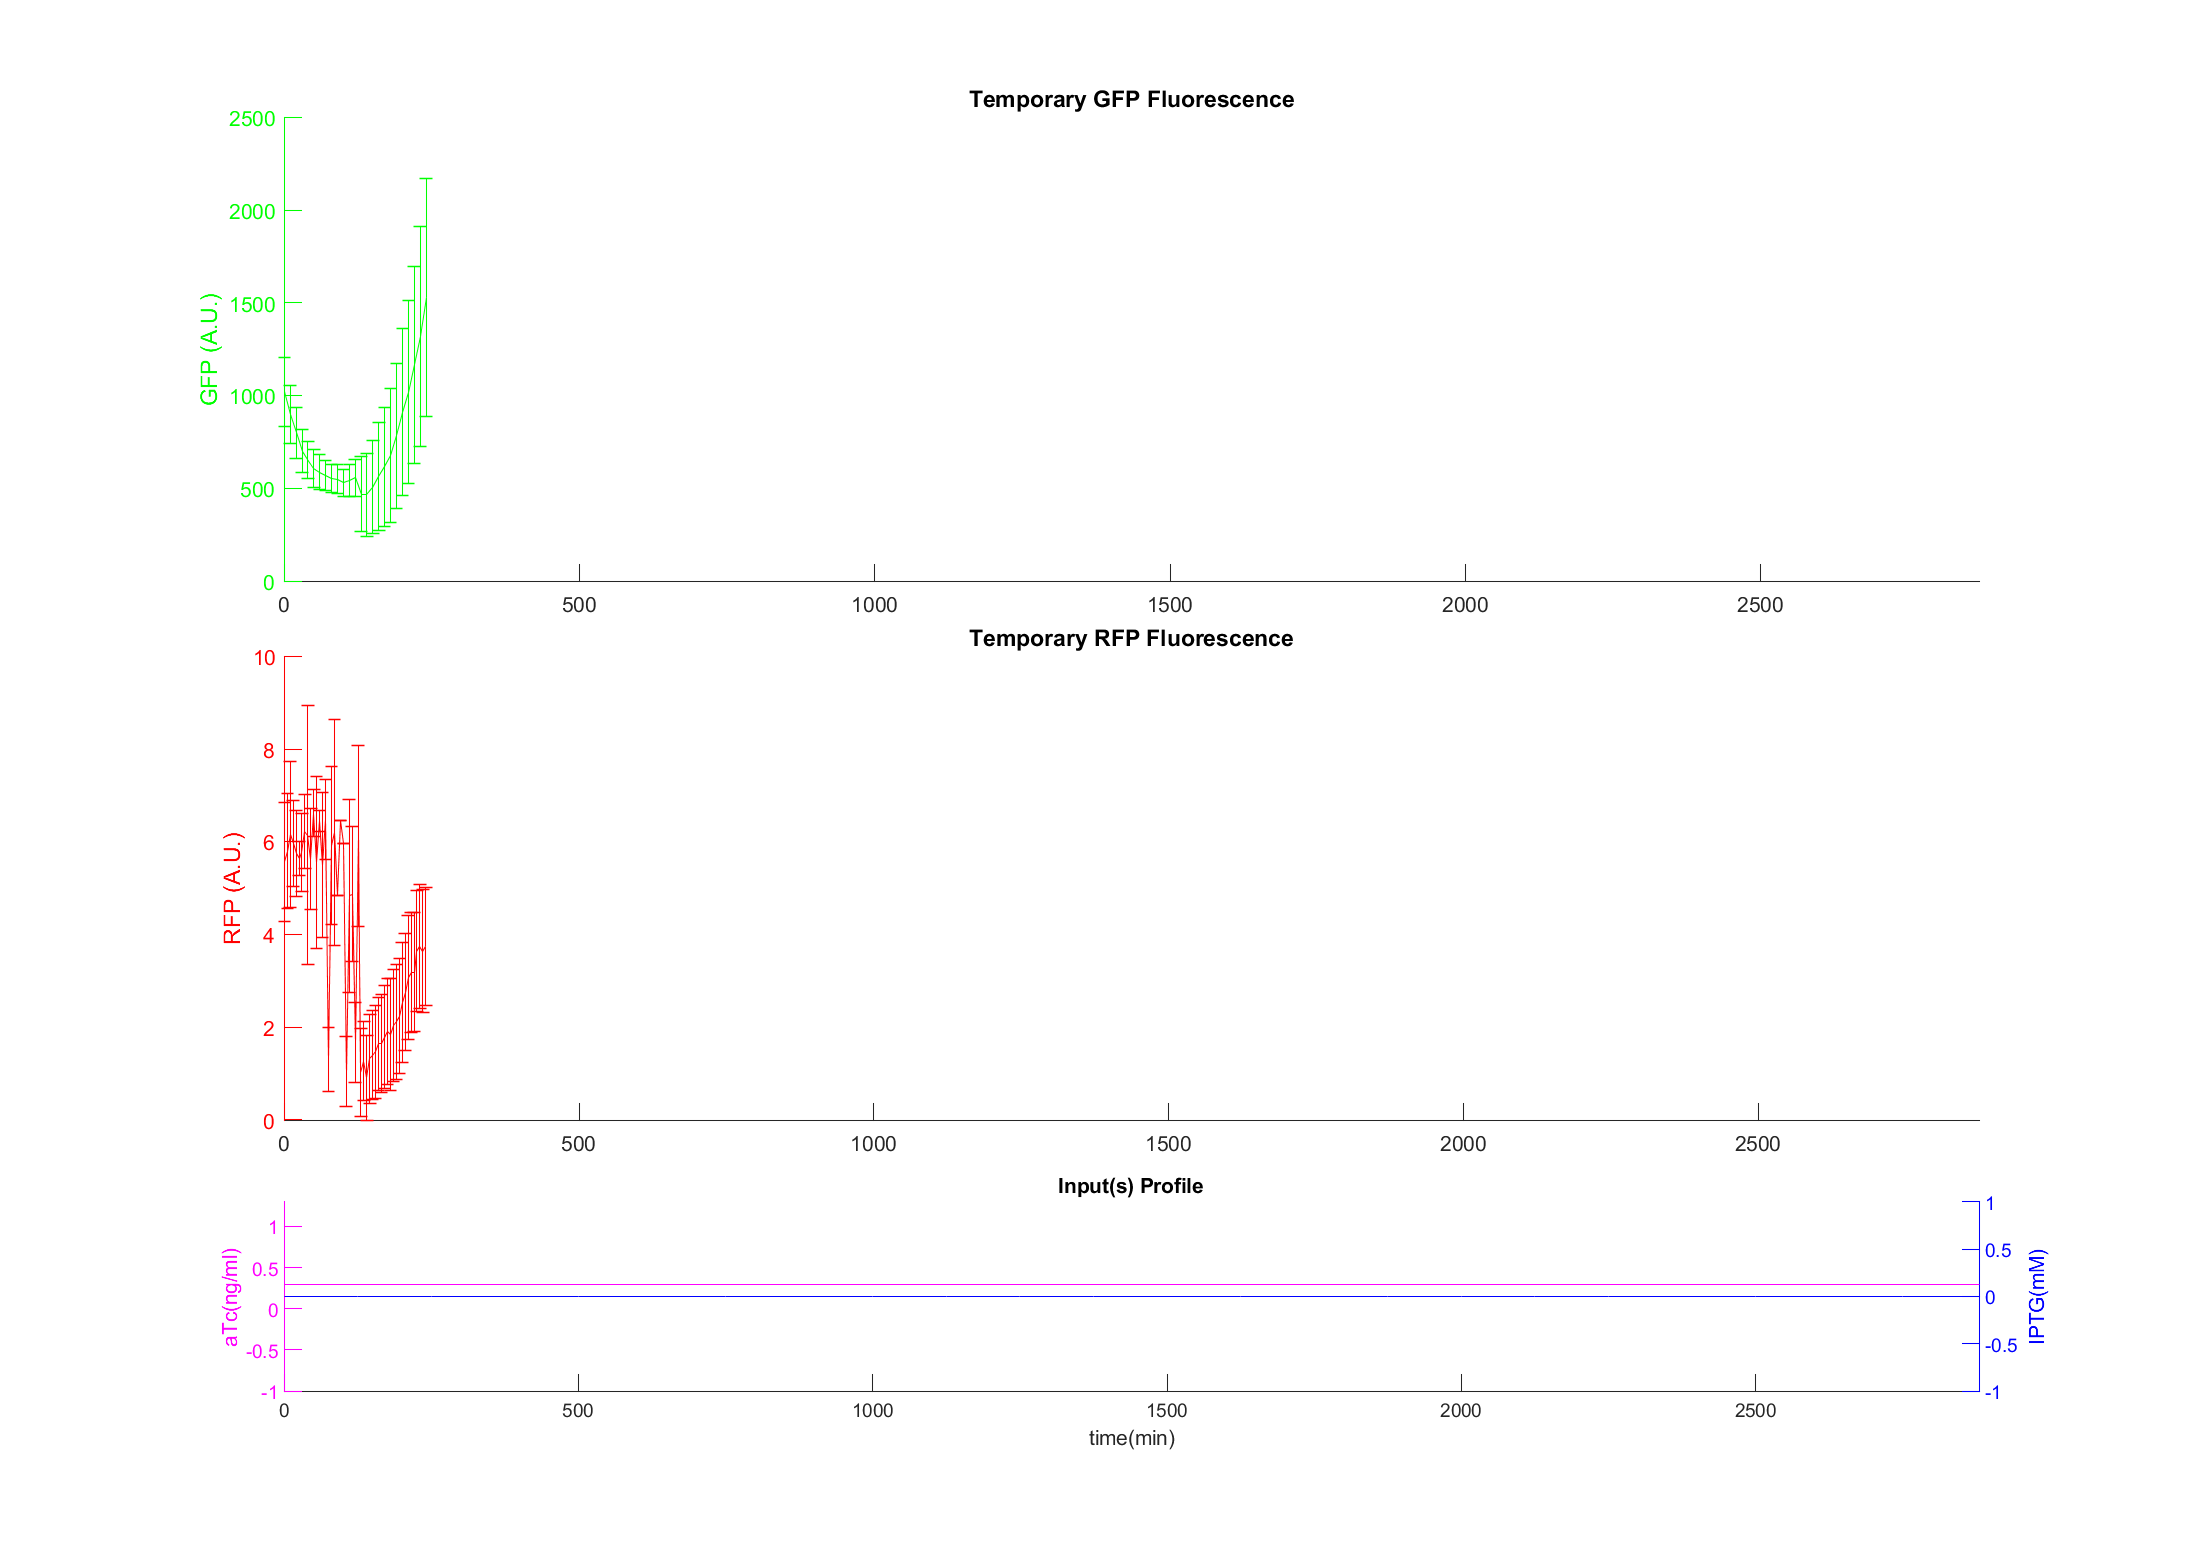 Temporary GFP Fluorescence
2500
2000
1500
1000
500
0
GFP (A.U.)
0 500 1000 1500 2000 2500
Temporary RFP Fluorescence
10
8
6
4
2
0
RFP (A.U.)
0 500 1000 1500 2000 2500
Input(s) Profile
1
0.5
0
-0.5
-1
aTc(ng/ml)
1
0.5
0
-0.5
-1
IPTG(mM)
0 500 1000 1500 2000 2500
time(min)